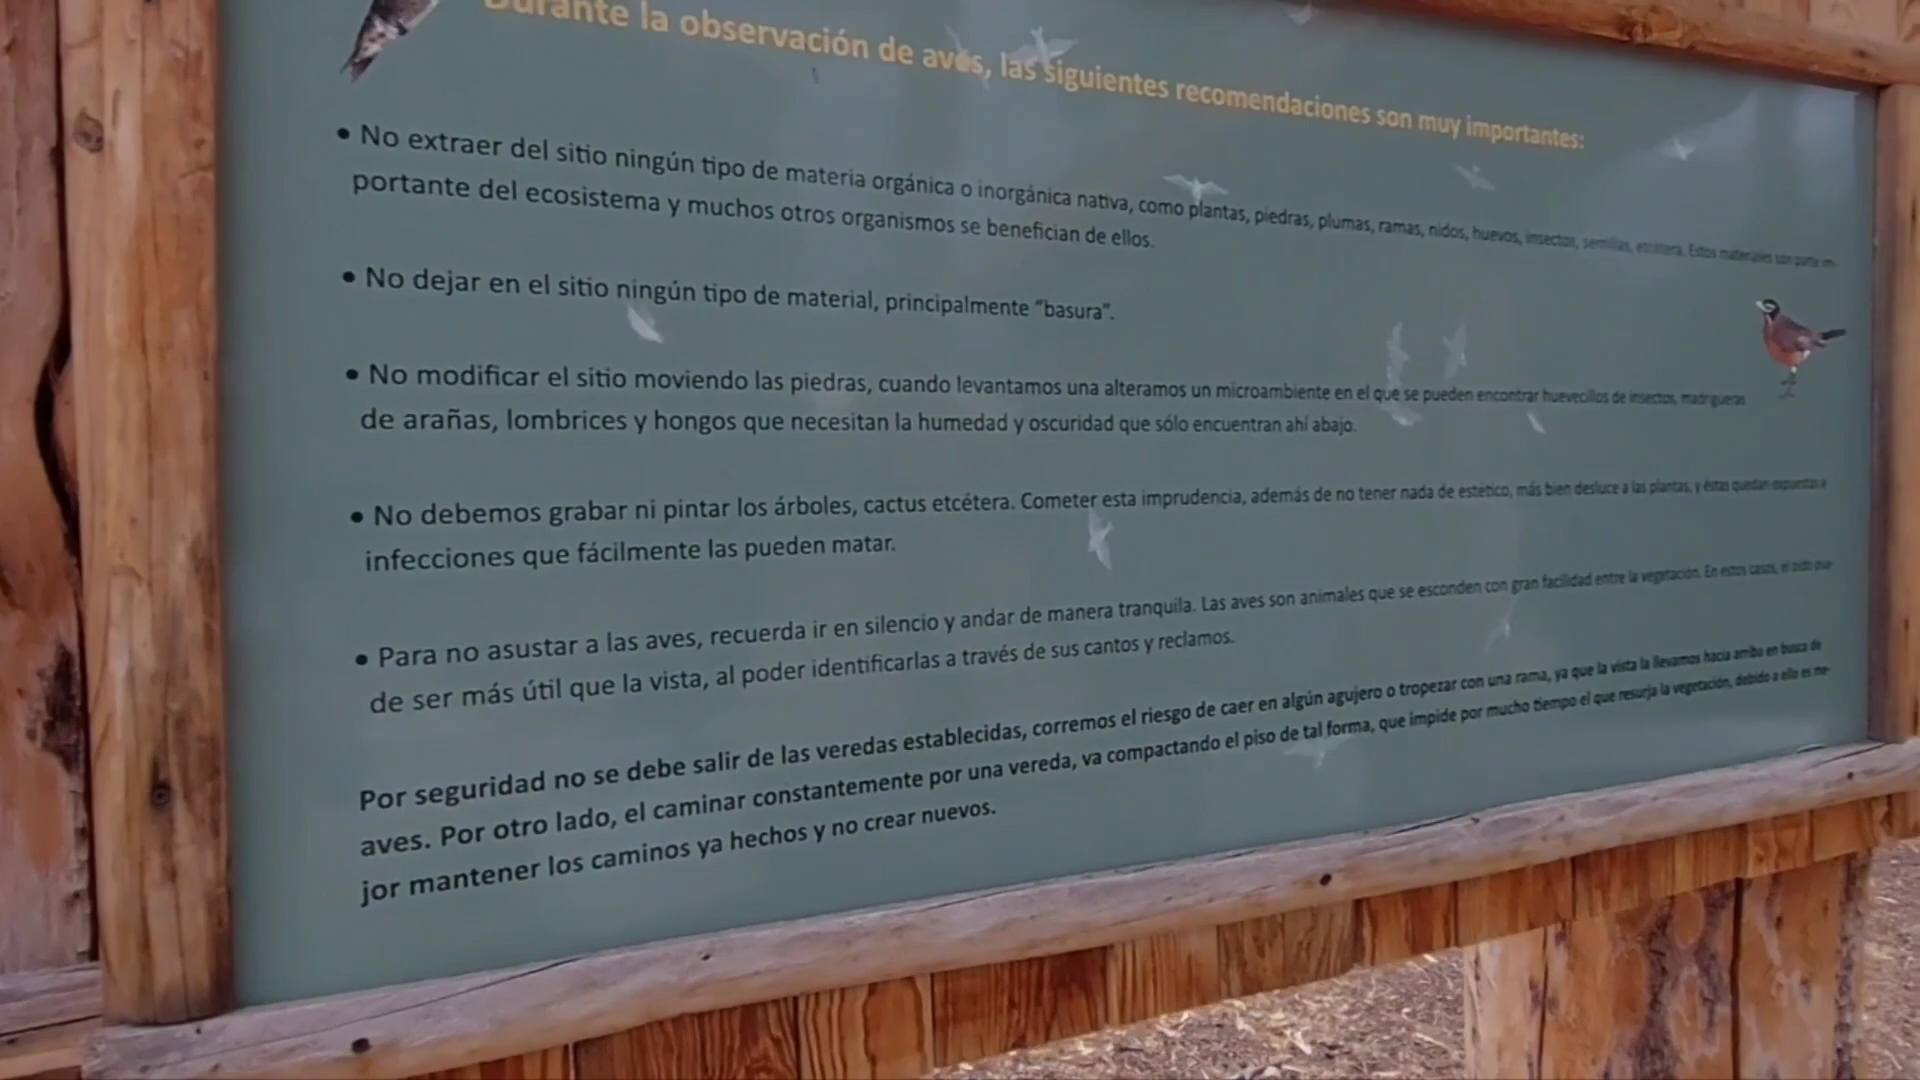 Durante la observación de aves, las siguientes recomendaciones son muy importantes:
• No extraer del sitio ningún tipo de materia orgánica o inorgánica nativa, como plantas, piedras, plumas, ramas, nidos, huevos, insectos, semillas, etcétera. Estos materiales son parte im-
portante del ecosistema y muchos otros organismos se benefician de ellos.
• No dejar en el sitio ningún tipo de material, principalmente “basura”.
• No modificar el sitio moviendo las piedras, cuando levantamos una alteramos un microambiente en el que se pueden encontrar huevecillos de insectos, madrigueras
de arañas, lombrices y hongos que necesitan la humedad y oscuridad que sólo encuentran ahí abajo.
• No debemos grabar ni pintar los árboles, cactus etcétera. Cometer esta imprudencia, además de no tener nada de estético, más bien desluce a las plantas, y éstas quedan expuestas a
infecciones que fácilmente las pueden matar.
• Para no asustar a las aves, recuerda ir en silencio y andar de manera tranquila. Las aves son animales que se esconden con gran facilidad entre la vegetación. En estos casos, el oído pue-
de ser más útil que la vista, al poder identificarlas a través de sus cantos y reclamos.
Por seguridad no se debe salir de las veredas establecidas, corremos el riesgo de caer en algún agujero o tropezar con una rama, ya que la vista la llevamos hacia arriba en busca de
aves. Por otro lado, el caminar constantemente por una vereda, va compactando el piso de tal forma, que impide por mucho tiempo el que resurja la vegetación, debido a ello es me-
jor mantener los caminos ya hechos y no crear nuevos.